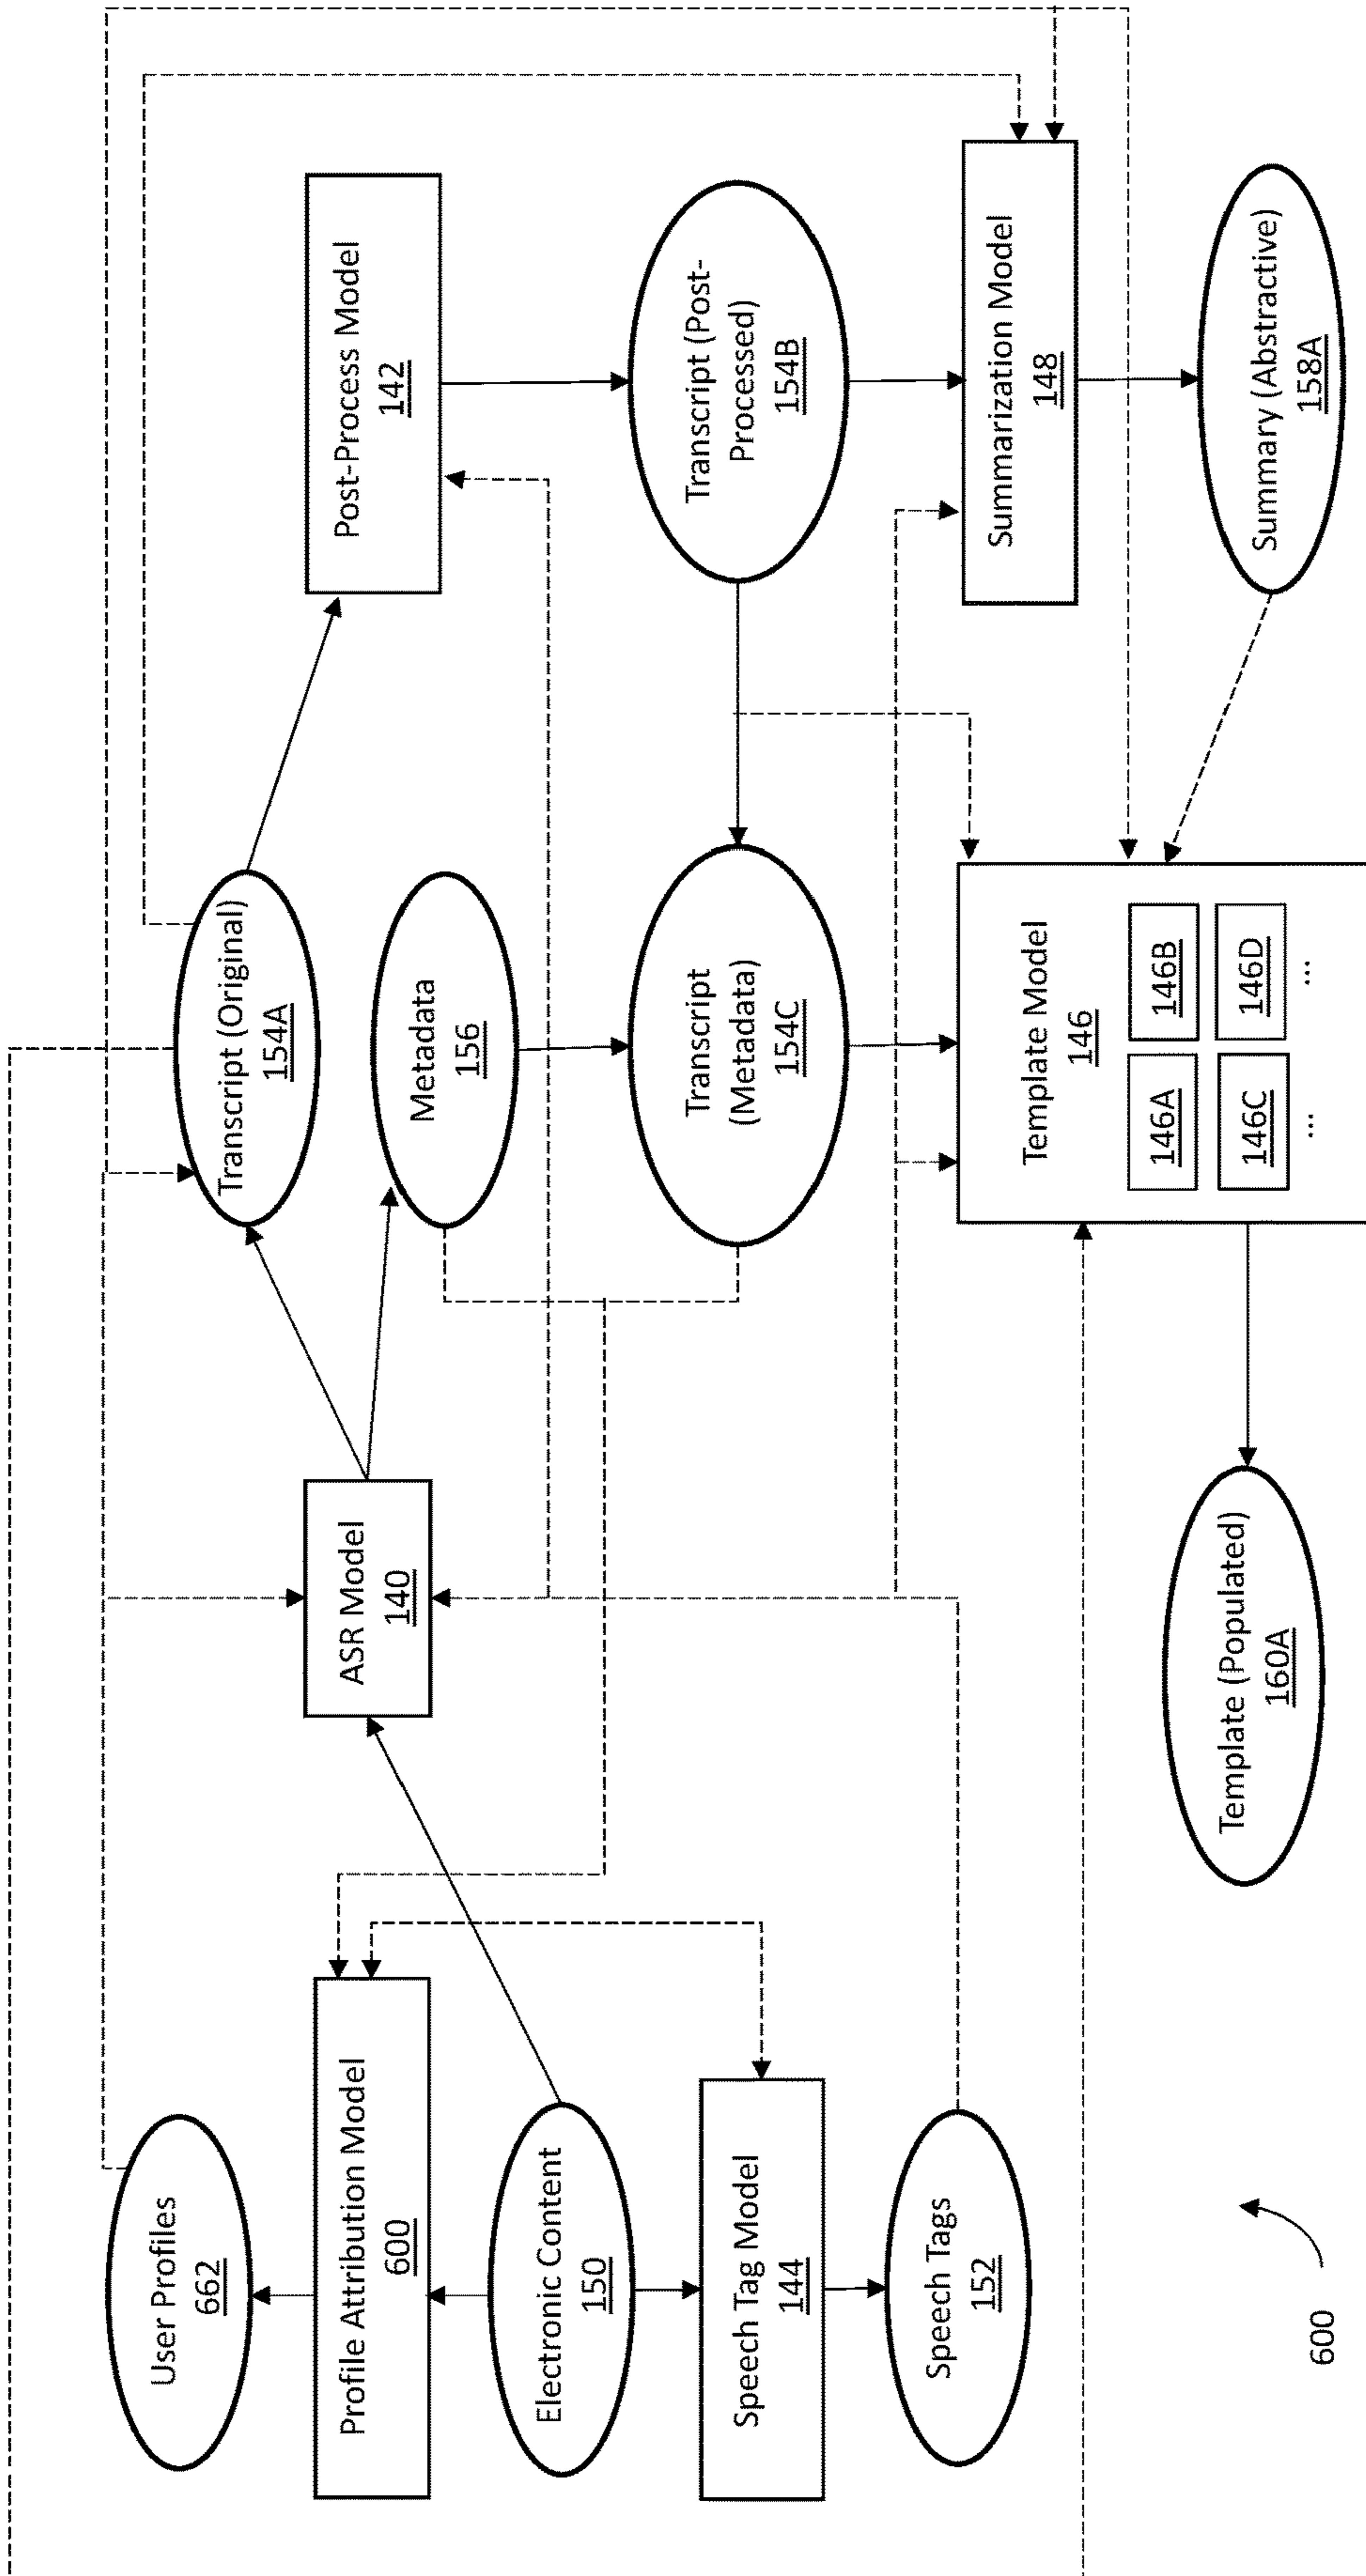 User Profiles
662
Profile Attribution Model
600
Electronic Content
150
Speech Tag Model
144
Speech Tags
152
600
ASR Model
140
Template (Populated)
160A
Transcript (Original)
154A
Metadata
156
Transcript
(Metadata)
154C
Template Model
146
146A
146B
146C
146D
...
...
Post-Process Model
142
Transcript (Post-
Processed)
154B
Summarization Model
148
Summary (Abstractive)
158A